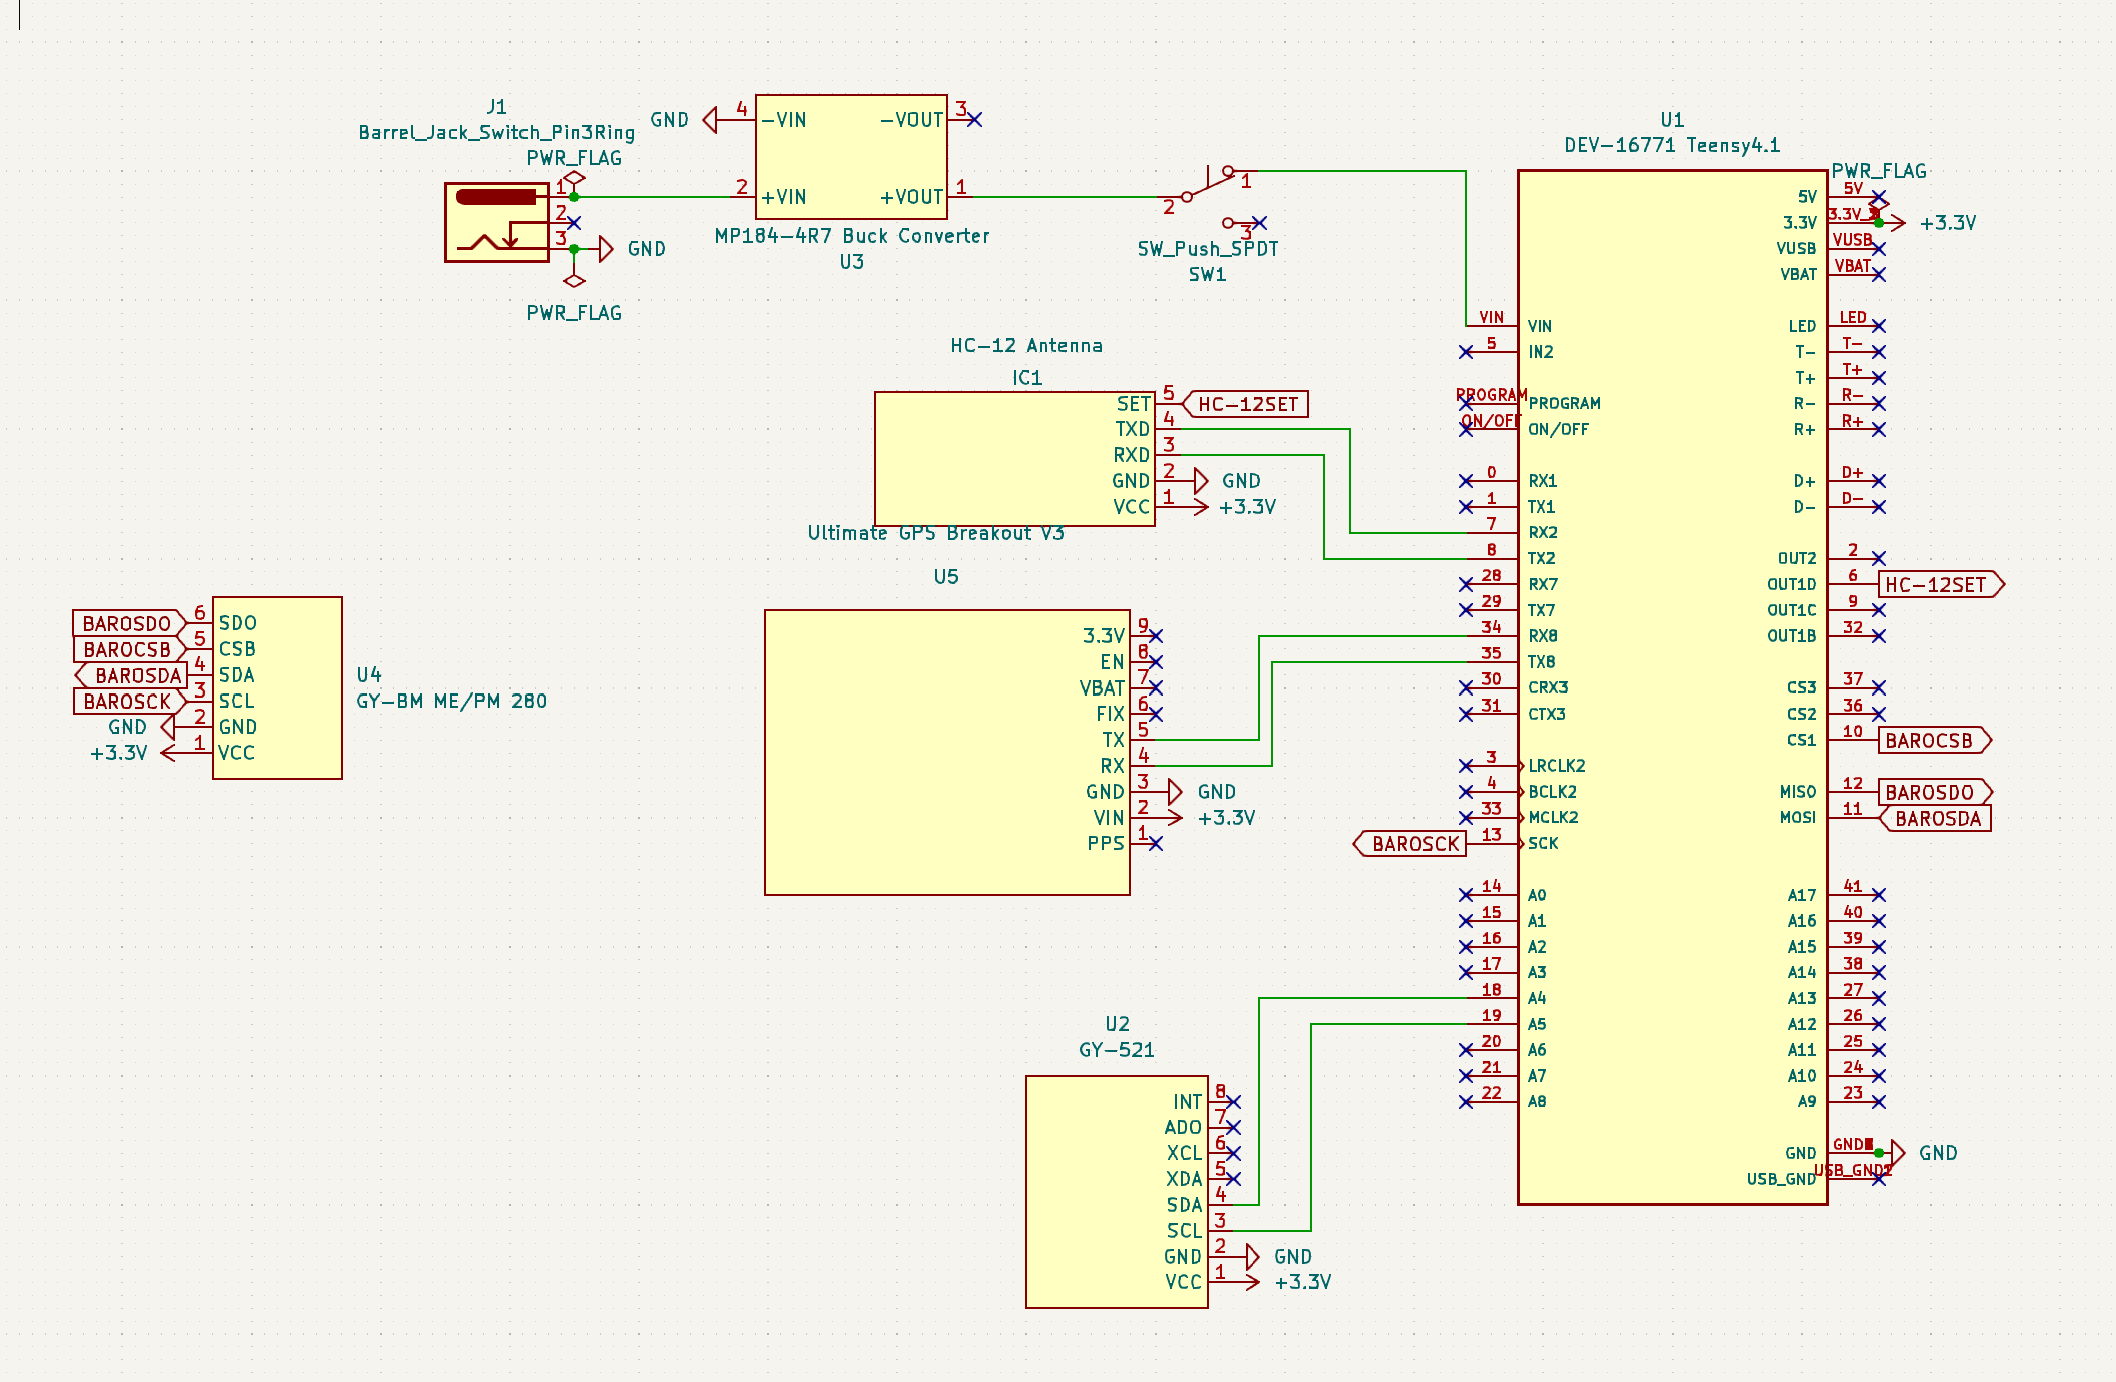 J1
Barrel_Jack_Switch_Pin3Ring
PWR_FLAG
1
2
3
GND
PWR_FLAG
GND
4
-VIN
-VOUT
3
2
+VIN
+VOUT
1
MP184-4R7 Buck Converter
U3
1
2
3
SW_Push_SPDT
SW1
HC-12 Antenna
IC1
SET
5
HC-12SET
TXD
4
RXD
3
GND
2
GND
VCC
1
+3.3V
Ultimate GPS Breakout V3
U5
3.3V
9
EN
8
VBAT
7
FIX
6
TX
5
RX
4
GND
3
GND
VIN
2
+3.3V
PPS
1
BAROSDO
6
SDO
BAROCSB
5
CSB
BAROSDA
4
SDA
BAROSCK
3
SCL
GND
2
GND
+3.3V
1
VCC
U4
GY-BM ME/PM 280
U2
GY-521
INT
8
ADO
7
XCL
6
XDA
5
SDA
4
SCL
3
GND
2
GND
VCC
1
+3.3V
U1
DEV-16771 Teensy4.1
PWR_FLAG
VIN
VIN
5
IN2
PROGRAM
PROGRAM
ON/OFF
ON/OFF
0
RX1
1
TX1
7
RX2
8
TX2
28
RX7
29
TX7
34
RX8
35
TX8
30
CRX3
31
CTX3
3
LRCLK2
4
BCLK2
33
MCLK2
BAROSCK
13
SCK
14
A0
15
A1
16
A2
17
A3
18
A4
19
A5
20
A6
21
A7
22
A8
5V
5V
3.3V
+3.3V
VUSB
VUSB
VBAT
VBAT
LED
LED
T-
T-
T+
T+
R-
R-
R+
R+
D+
D+
D-
D-
OUT2
2
OUT1D
6
HC-12SET
OUT1C
9
OUT1B
32
CS3
37
CS2
36
CS1
10
BAROCSB
MISO
12
BAROSDO
MOSI
11
BAROSDA
A17
41
A16
40
A15
39
A14
38
A13
27
A12
26
A11
25
A10
24
A9
23
GND
GND
USB_GND